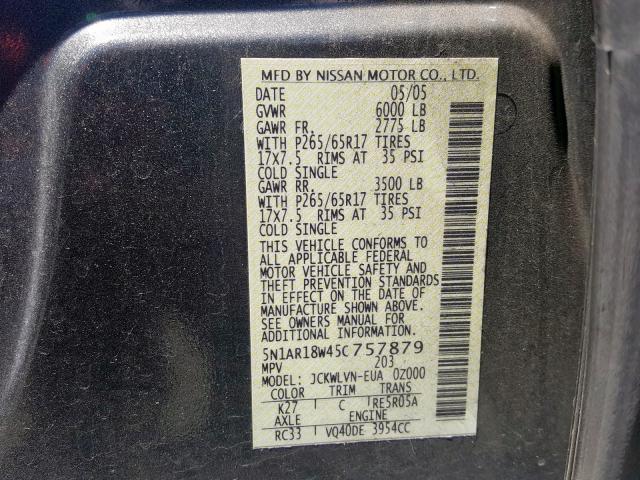 MFD BY NISSAN MOTOR CO., LTD.
DATE 05/05
GVWR 6000 LB
GAWR FR. 2775 LB
WITH P265/65R17 TIRES
17X7.5 RIMS AT 35 PSI
COLD SINGLE
GAWR RR. 3500 LB
WITH P265/65R17 TIRES
17X7.5 RIMS AT 35 PSI
COLD SINGLE
THIS VEHICLE CONFORMS TO
ALL APPLICABLE FEDERAL
MOTOR VEHICLE SAFETY AND
THEFT PREVENTION STANDARDS
IN EFFECT ON THE DATE OF
MANUFACTURE SHOWN ABOVE.
SEE OWNERS MANUAL FOR
ADDITIONAL INFORMATION.
5N1AR18W45C757879
MPV 203
MODEL: JCKWLVN-EUA 0Z000
COLOR TRIM TRANS
K27 C RE5R05A
AXLE ENGINE
RC33 VQ40DE 3954CC